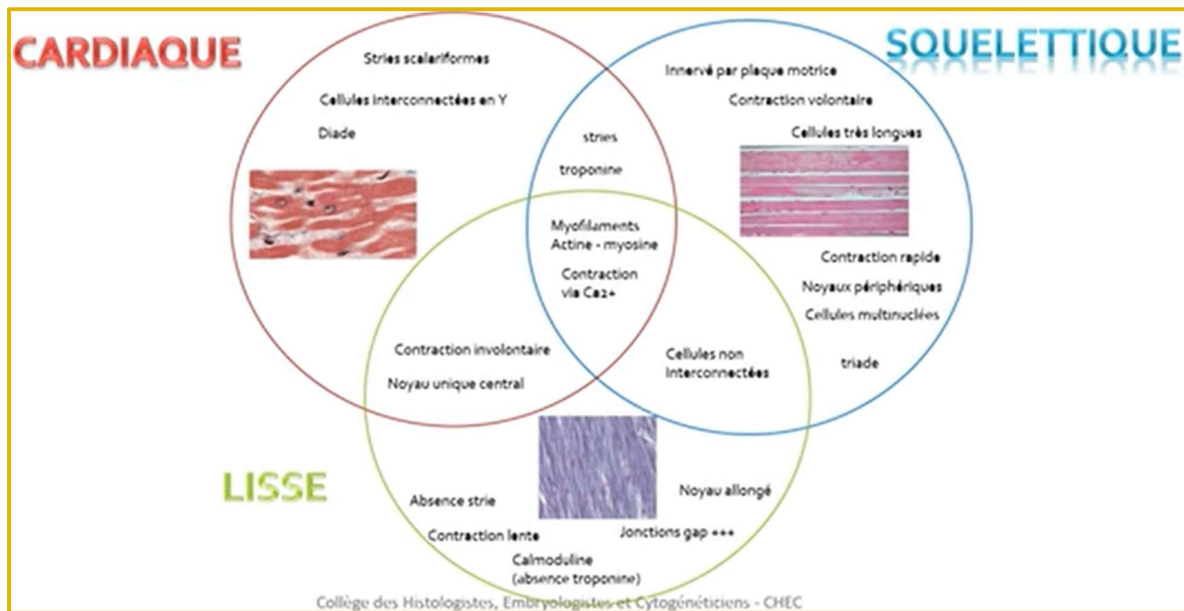 CARDIAQUE
SQUELETTIQUE
Stries scalariformes
Cellules interconnectées en Y
Diade
Innervé par plaque motrice
Contraction volontaire
Cellules très longues
stries
troponine
Myofilaments
Actine - myosine
Contraction
via Ca2+
Contraction rapide
Noyaux périphériques
Cellules multinuclées
triade
Contraction involontaire
Noyau unique central
Cellules non
Interconnectées
LISSE
Absence strie
Contraction lente
Calmoduline
(absence troponine)
Noyau allongé
Jonctions gap +++
Collège des Histologistes, Embryologistes et Cytogénéticiens - CHEC